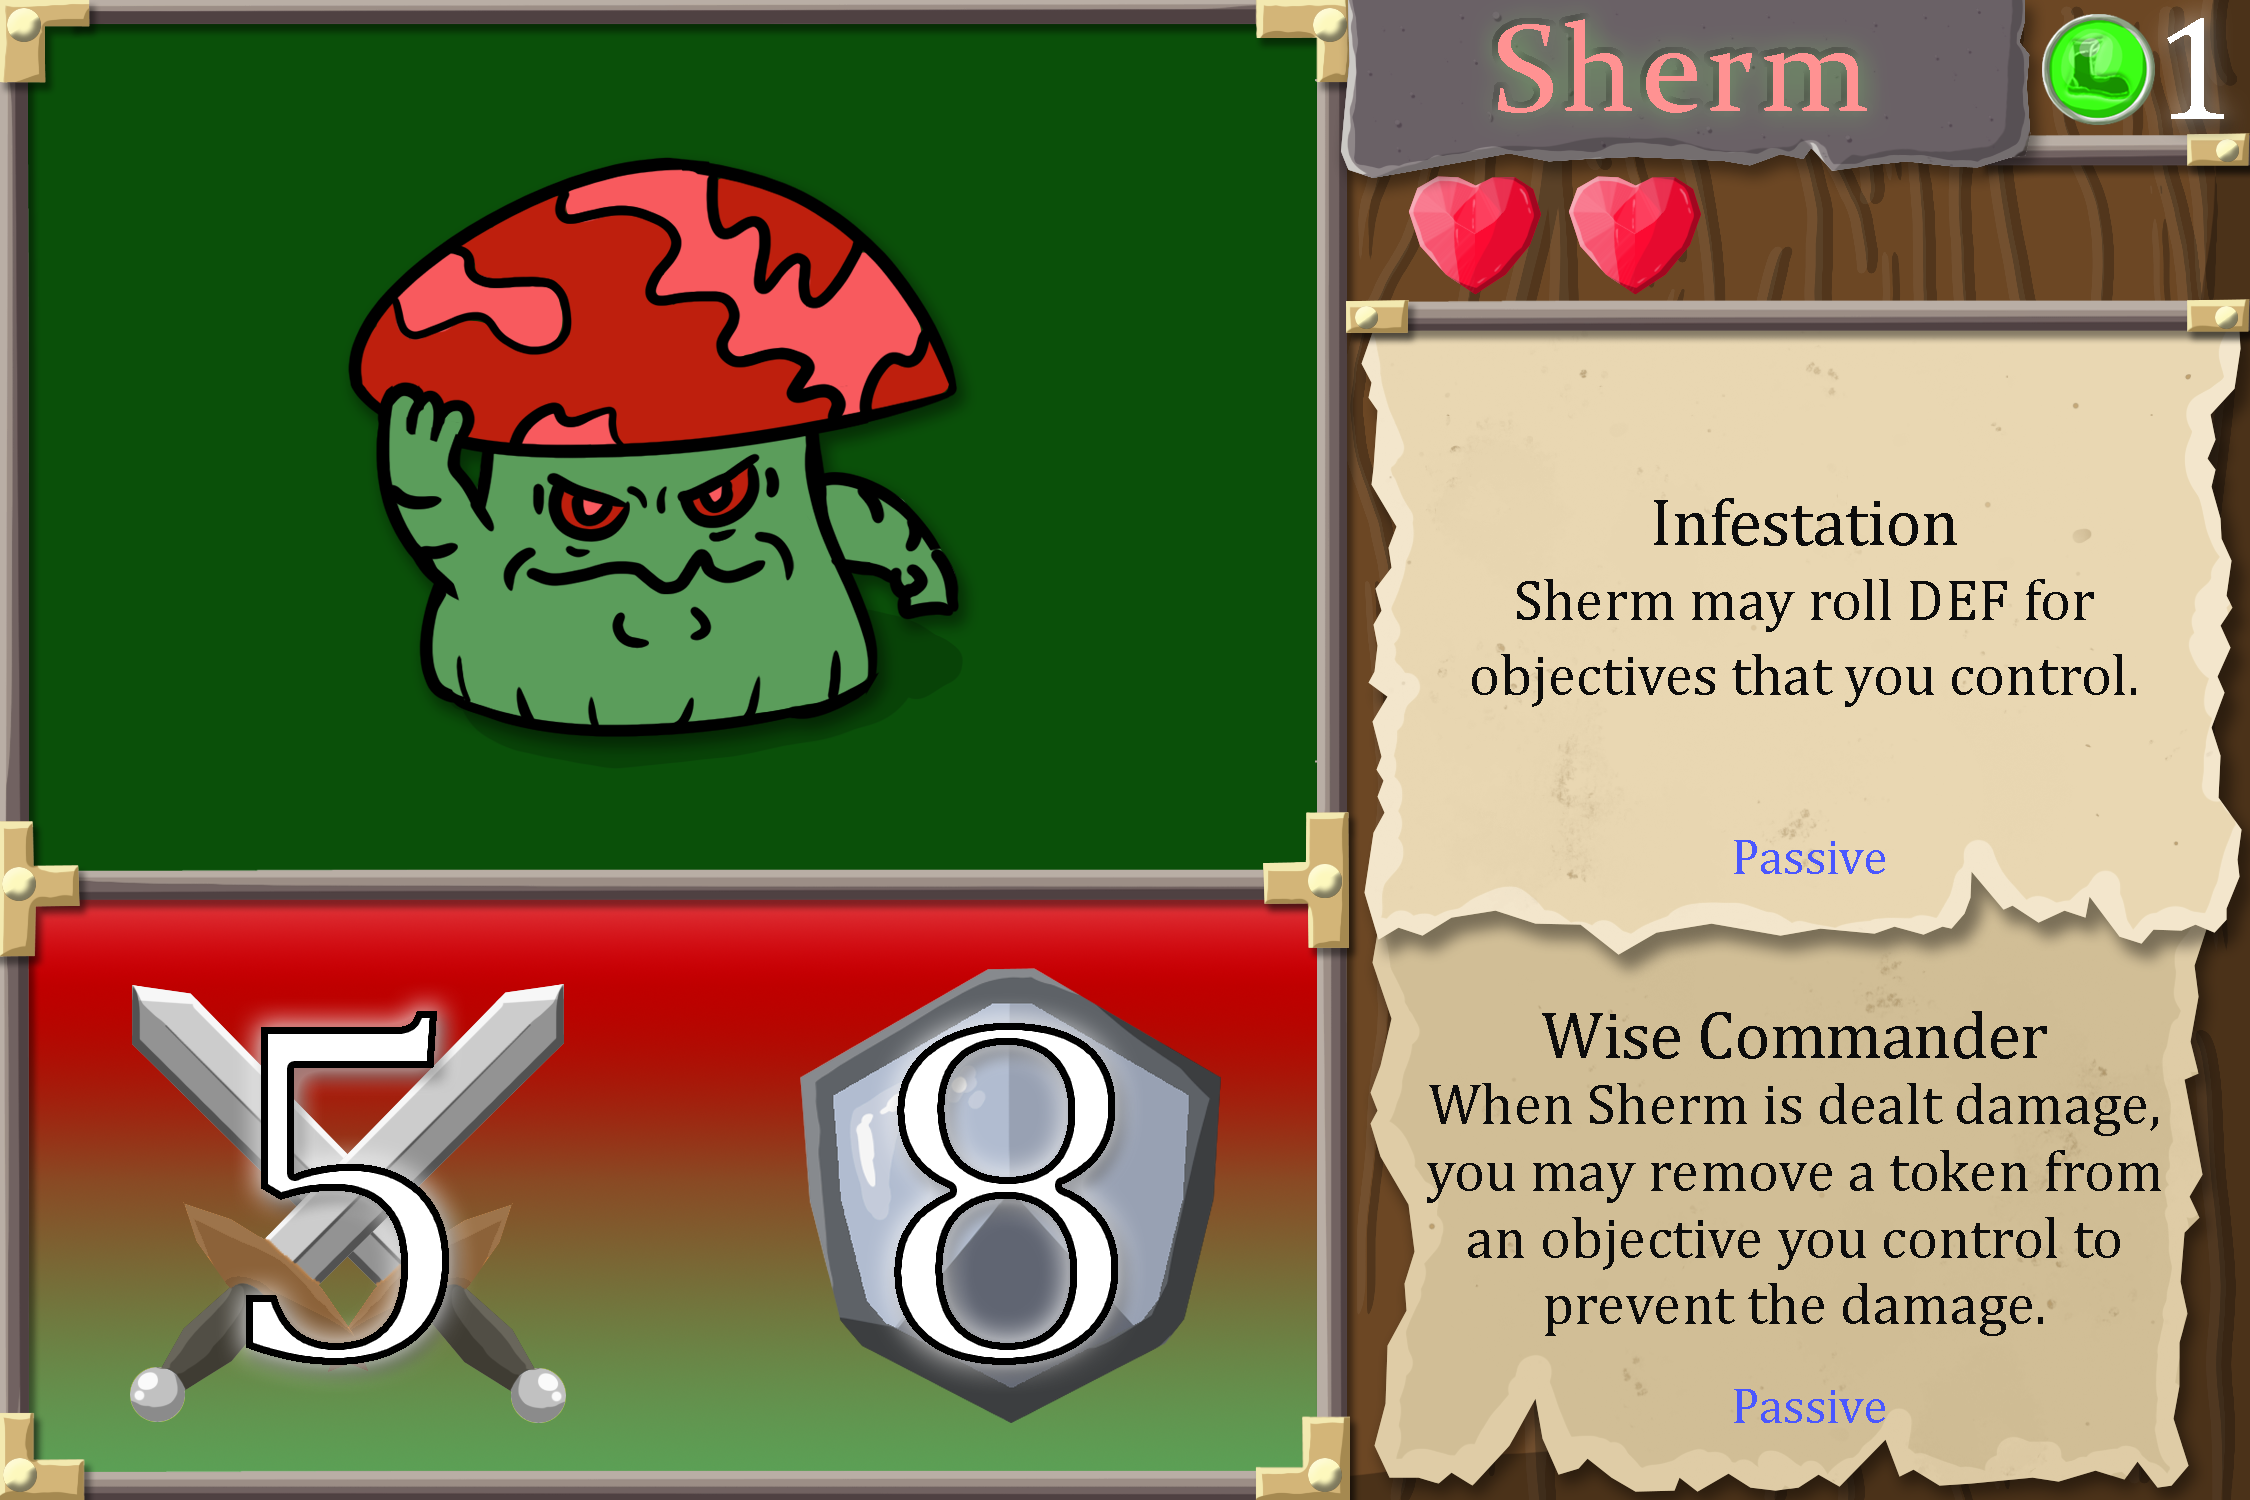 Sherm
1
Infestation
Sherm may roll DEF for
objectives that you control.
Passive
Wise Commander
When Sherm is dealt damage,
you may remove a token from
an objective you control to
prevent the damage.
Passive
5
8